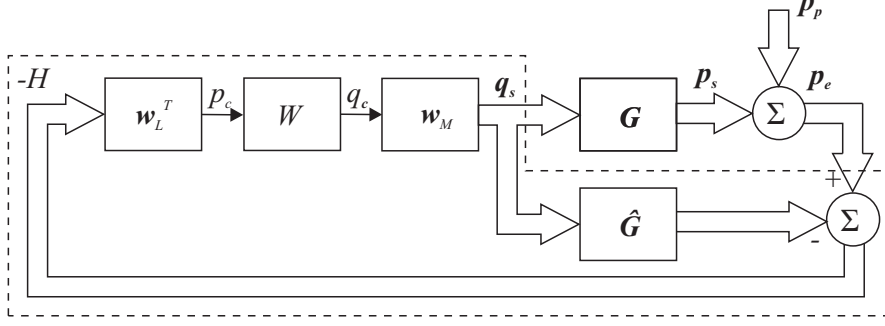 p_p
-H
w_L^T
p_c
W
q_c
w_M
q_s
G
p_s
Σ
p_e
+
Ĝ
-
Σ